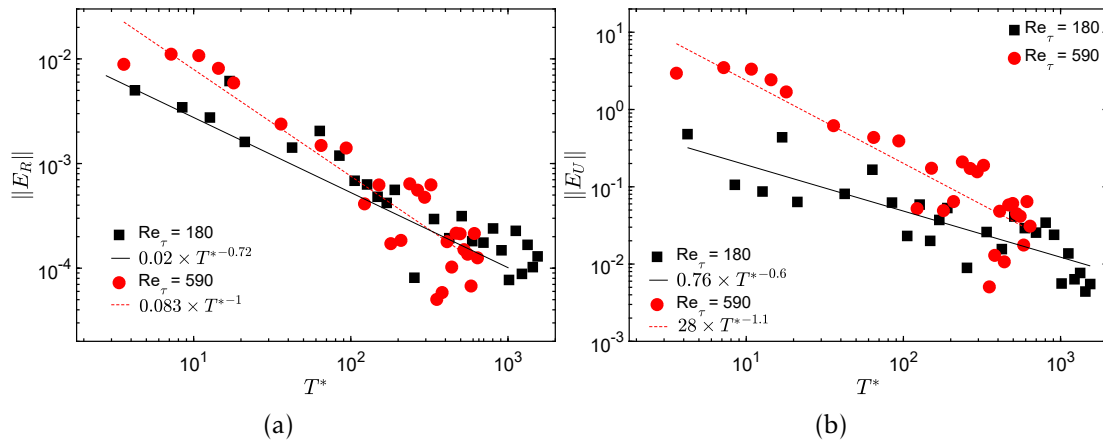 10^{-2}
10^{-3}
10^{-4}
||E_R||
Re_τ = 180
0.02 × T^{*-0.72}
Re_τ = 590
0.083 × T^{*-1}
10^1
10^2
10^3
T^*
(a)
10^1
10^0
10^{-1}
10^{-2}
10^{-3}
||E_U||
Re_τ = 180
Re_τ = 590
Re_τ = 180
0.76 × T^{*-0.6}
Re_τ = 590
28 × T^{*-1.1}
10^1
10^2
10^3
T^*
(b)